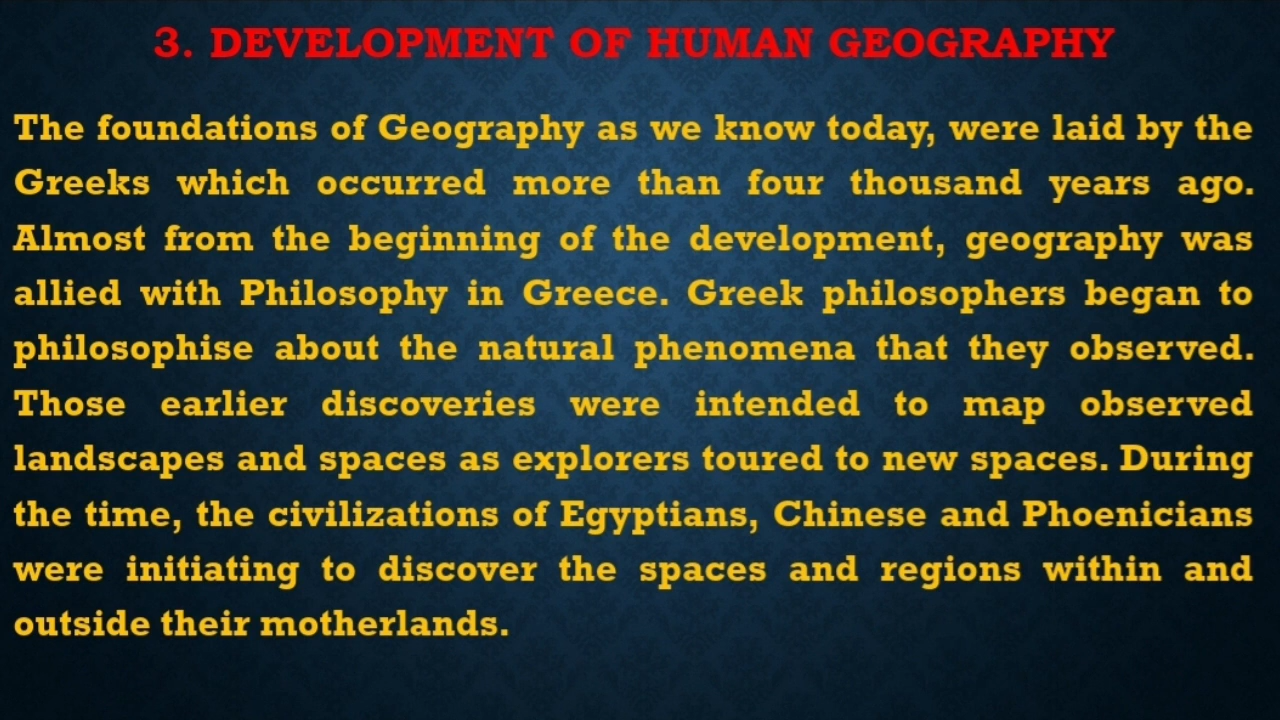 3. DEVELOPMENT OF HUMAN GEOGRAPHY
The foundations of Geography as we know today, were laid by the
Greeks which occurred more than four thousand years ago.
Almost from the beginning of the development, geography was
allied with Philosophy in Greece. Greek philosophers began to
philosophise about the natural phenomena that they observed.
Those earlier discoveries were intended to map observed
landscapes and spaces as explorers toured to new spaces. During
the time, the civilizations of Egyptians, Chinese and Phoenicians
were initiating to discover the spaces and regions within and
outside their motherlands.